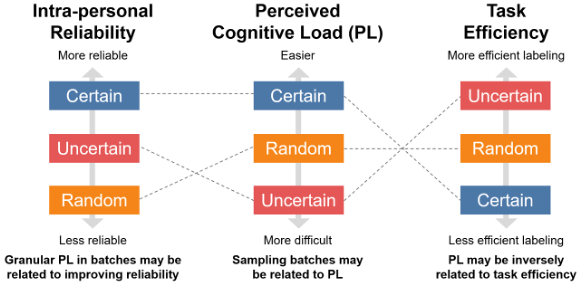 Intra-personal
Reliability
More reliable
Certain
Uncertain
Random
Less reliable
Granular PL in batches may be
related to improving reliability
Perceived
Cognitive Load (PL)
Easier
Certain
Random
Uncertain
More difficult
Sampling batches may
be related to PL
Task
Efficiency
More efficient labeling
Uncertain
Random
Certain
Less efficient labeling
PL may be inversely
related to task efficiency